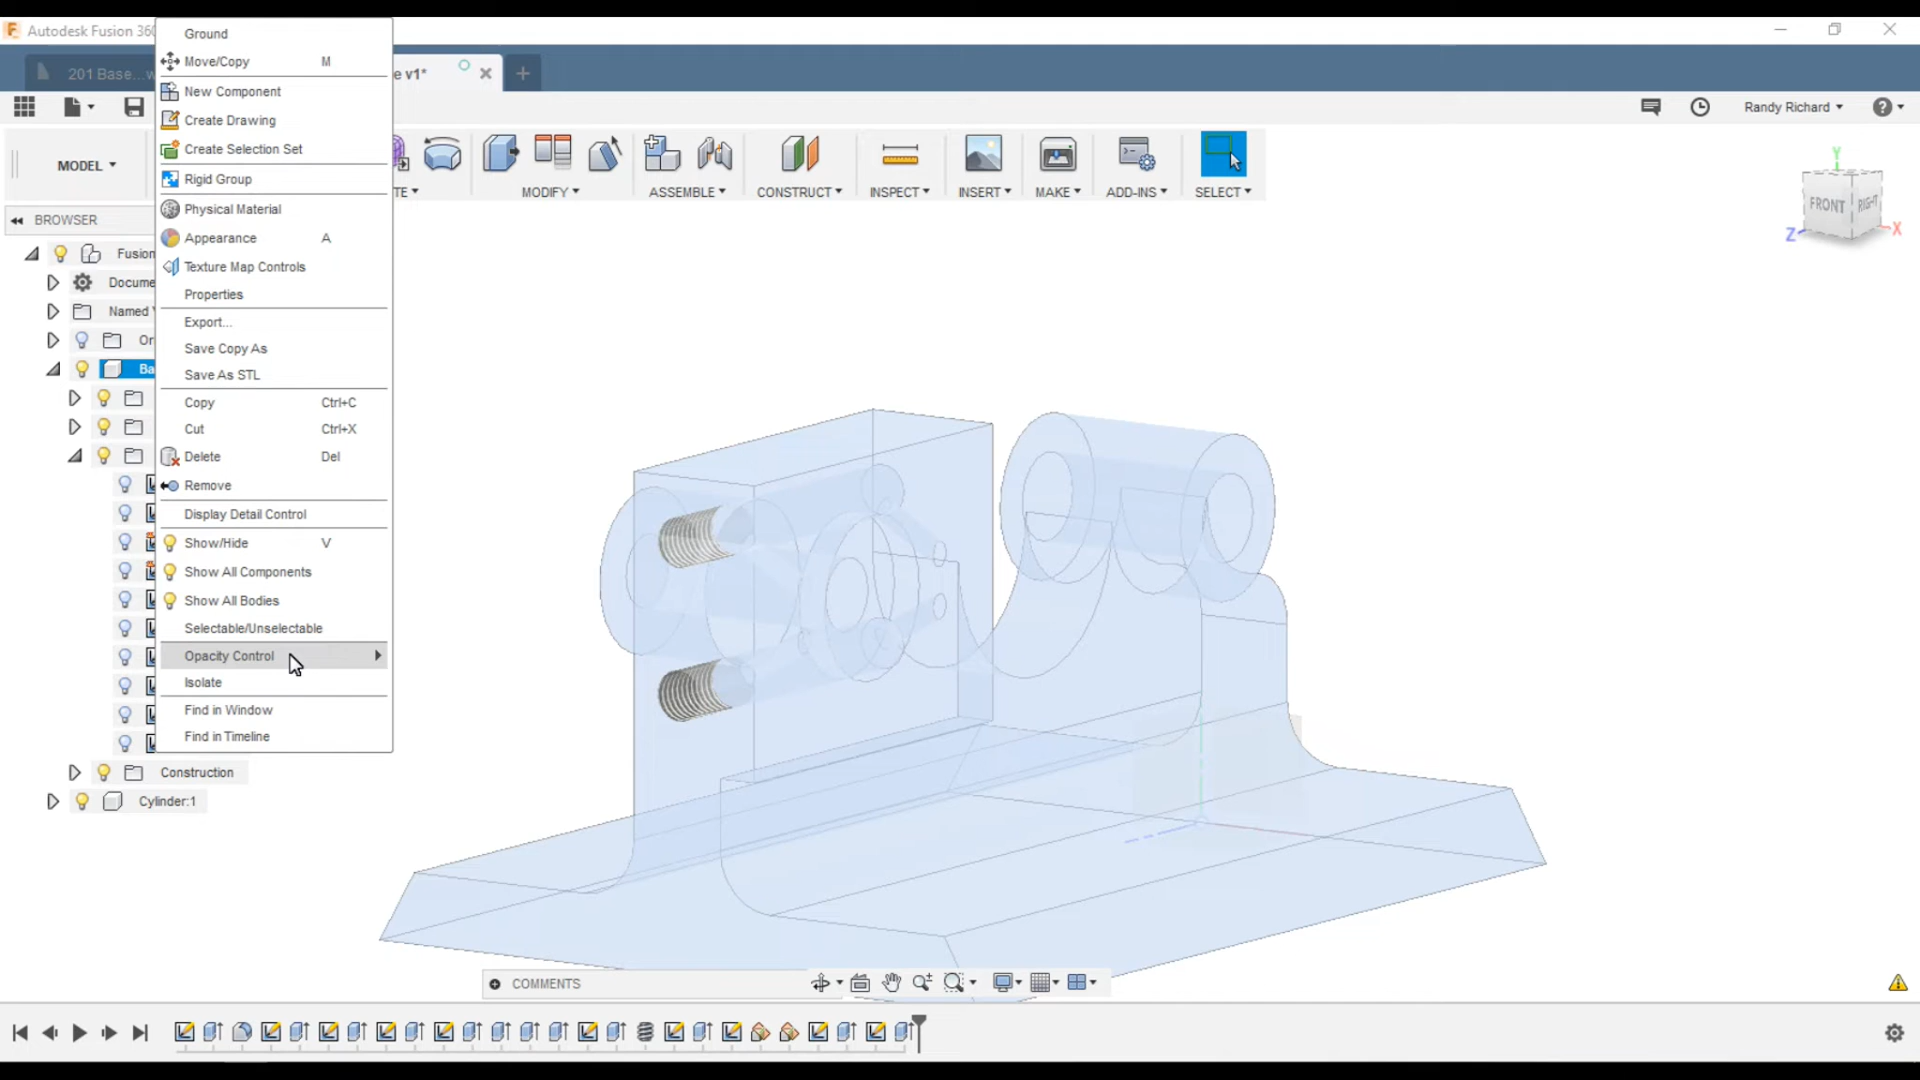 Autodesk Fusion 360
201 Base...w
e v1*
Randy Richard
MODEL
TE
MODIFY
ASSEMBLE
CONSTRUCT
INSPECT
INSERT
MAKE
ADD-INS
SELECT
Y
FRONT
RIGHT
Z
X
BROWSER
Fusion
Docume
Named V
Or
Ba
Ground
Move/Copy M
New Component
Create Drawing
Create Selection Set
Rigid Group
Physical Material
Appearance A
Texture Map Controls
Properties
Export...
Save Copy As
Save As STL
Copy Ctrl+C
Cut Ctrl+X
Delete Del
Remove
Display Detail Control
Show/Hide V
Show All Components
Show All Bodies
Selectable/Unselectable
Opacity Control
Isolate
Find in Window
Find in Timeline
Construction
Cylinder:1
COMMENTS